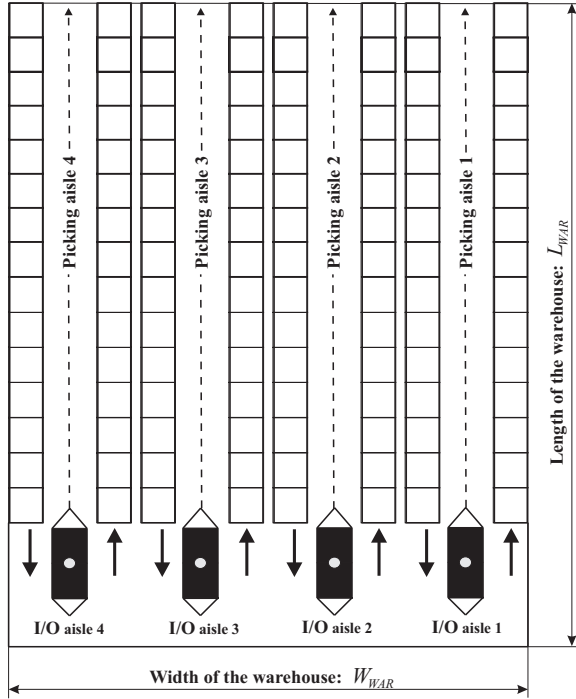 Picking aisle 4
Picking aisle 3
Picking aisle 2
Picking aisle 1
Length of the warehouse: L_WAR
I/O aisle 4
I/O aisle 3
I/O aisle 2
I/O aisle 1
Width of the warehouse: W_WAR